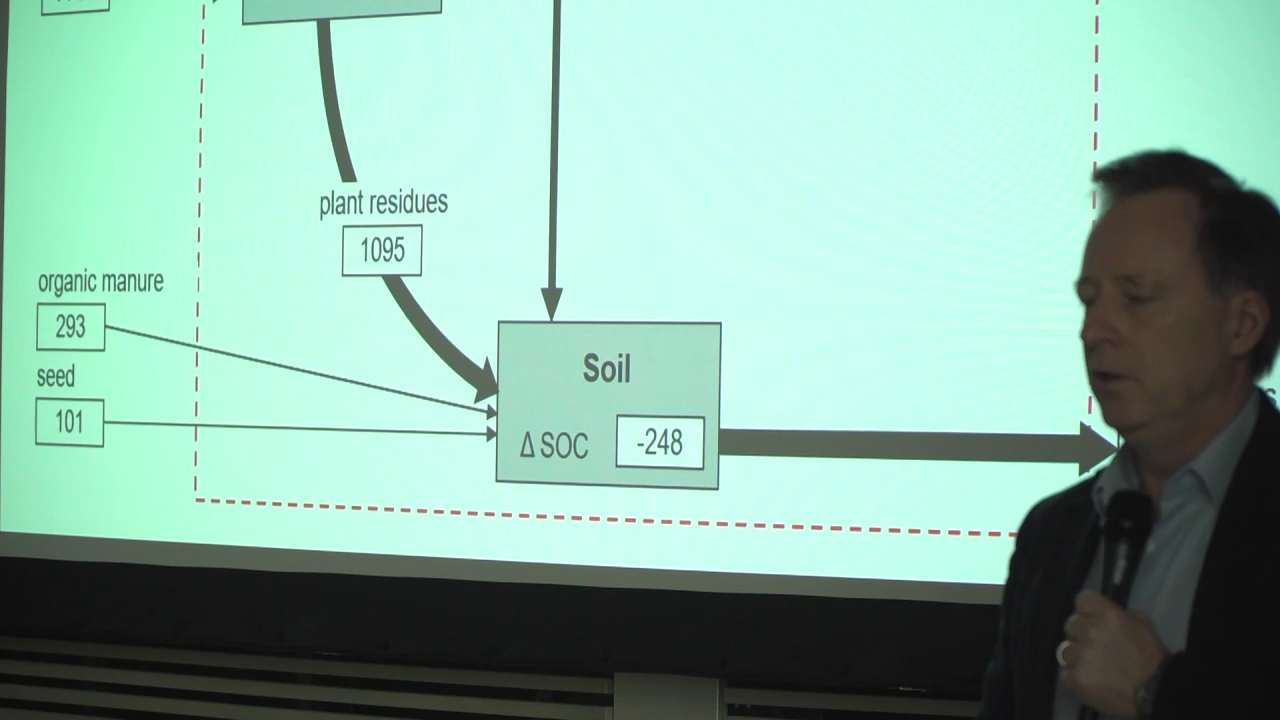 plant residues
1095
organic manure
293
seed
101
Soil
Δ SOC
-248